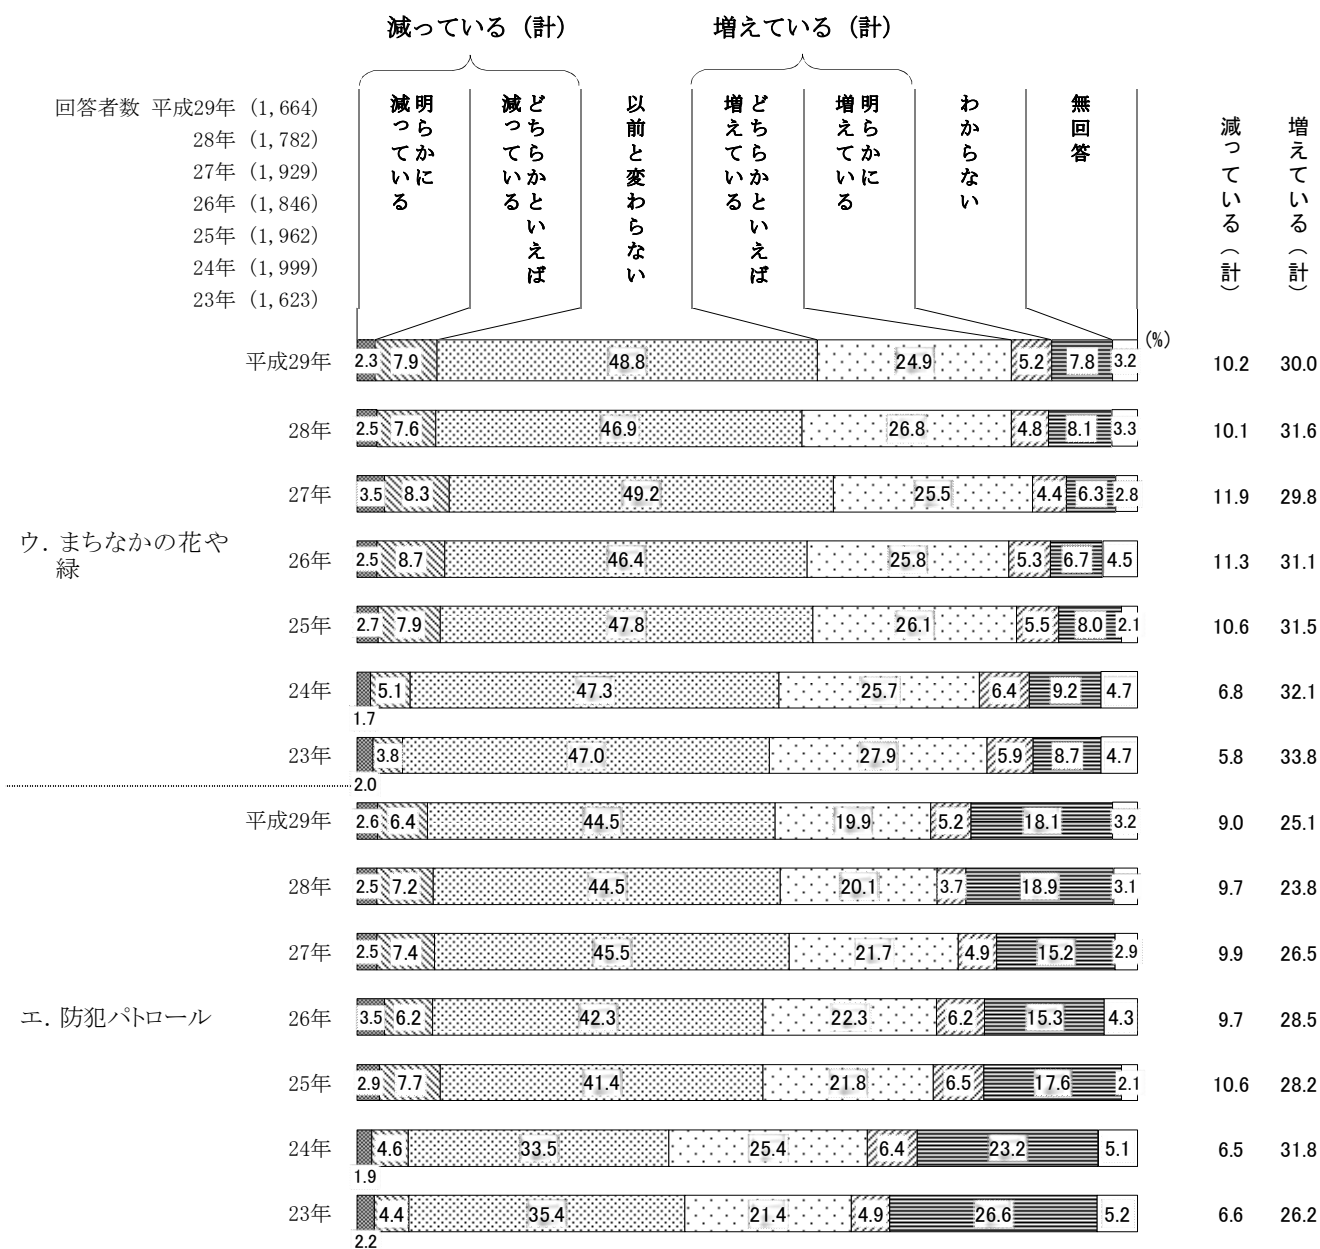 減っている（計）　増えている（計）
回答者数 平成29年 (1,664)
28年 (1,782)
27年 (1,929)
26年 (1,846)
25年 (1,962)
24年 (1,999)
23年 (1,623)
明らかに減っている
どちらかといえば減っている
以前と変わらない
どちらかといえば増えている
明らかに増えている
わからない
無回答
減っている（計）
増えている（計）
(%)
ウ．まちなかの花や
緑
平成29年 2.3 7.9 48.8 24.9 5.2 7.8 3.2 10.2 30.0
28年 2.5 7.6 46.9 26.8 4.8 8.1 3.3 10.1 31.6
27年 3.5 8.3 49.2 25.5 4.4 6.3 2.8 11.9 29.8
26年 2.5 8.7 46.4 25.8 5.3 6.7 4.5 11.3 31.1
25年 2.7 7.9 47.8 26.1 5.5 8.0 2.1 10.6 31.5
24年 1.7 5.1 47.3 25.7 6.4 9.2 4.7 6.8 32.1
23年 2.0 3.8 47.0 27.9 5.9 8.7 4.7 5.8 33.8
エ．防犯パトロール
平成29年 2.6 6.4 44.5 19.9 5.2 18.1 3.2 9.0 25.1
28年 2.5 7.2 44.5 20.1 3.7 18.9 3.1 9.7 23.8
27年 2.5 7.4 45.5 21.7 4.9 15.2 2.9 9.9 26.5
26年 3.5 6.2 42.3 22.3 6.2 15.3 4.3 9.7 28.5
25年 2.9 7.7 41.4 21.8 6.5 17.6 2.1 10.6 28.2
24年 1.9 4.6 33.5 25.4 6.4 23.2 5.1 6.5 31.8
23年 2.2 4.4 35.4 21.4 4.9 26.6 5.2 6.6 26.2